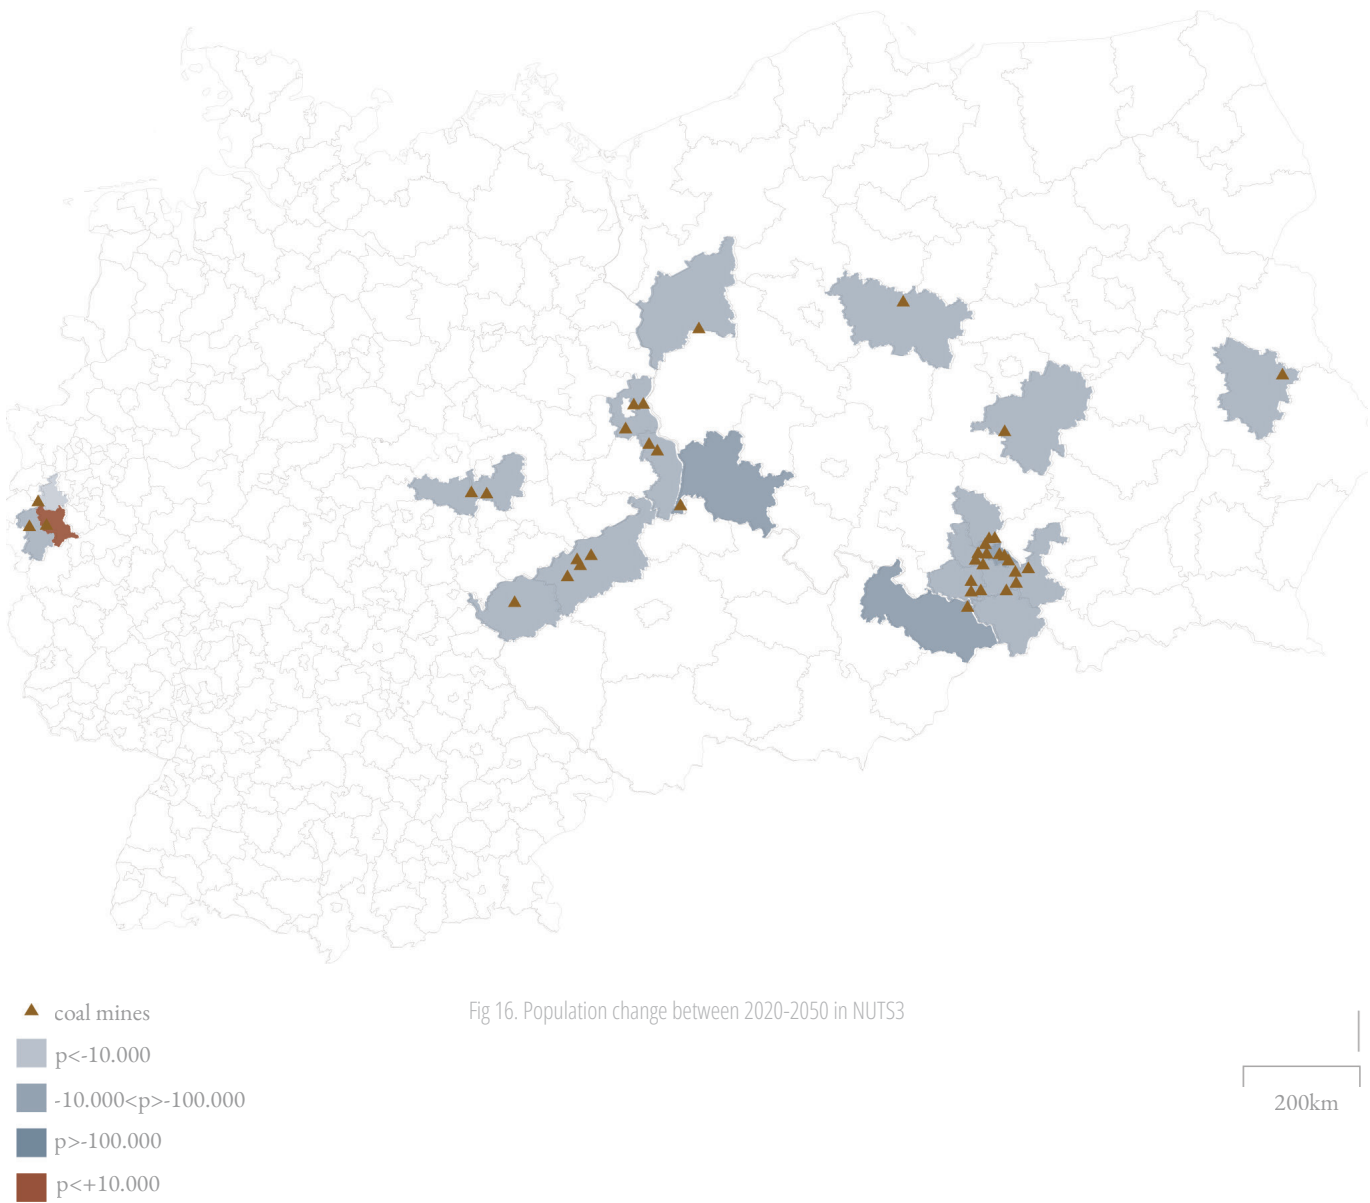 coal mines
Fig 16. Population change between 2020-2050 in NUTS3
p<-10.000
-10.000<p>-100.000
p>-100.000
p<+10.000
200km